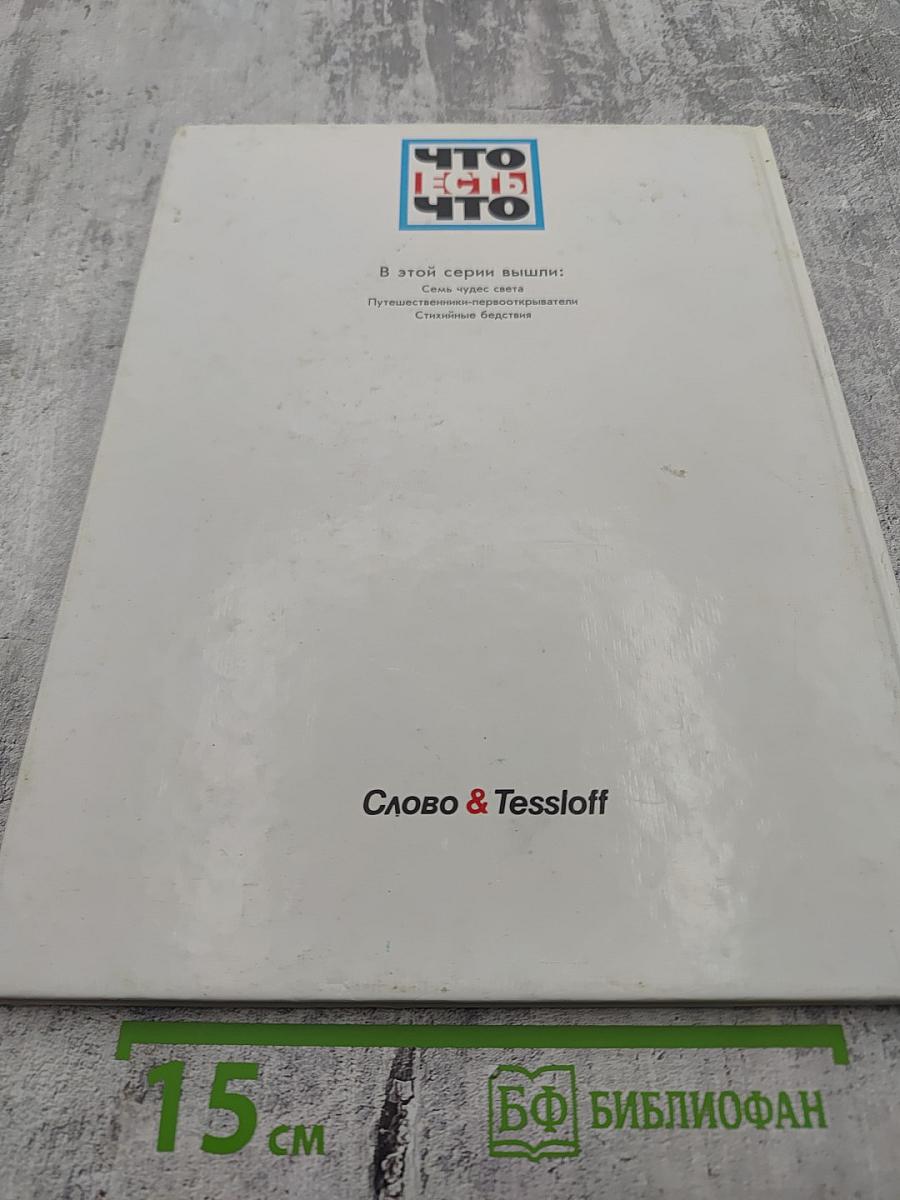 ЧТО
ЕСТЬ
ЧТО
В этой серии вышли:
Семь чудес света
Путешественники-первооткрыватели
Стихийные бедствия
Слово & Tessloff
15 см
БФ БИБЛИОФАН